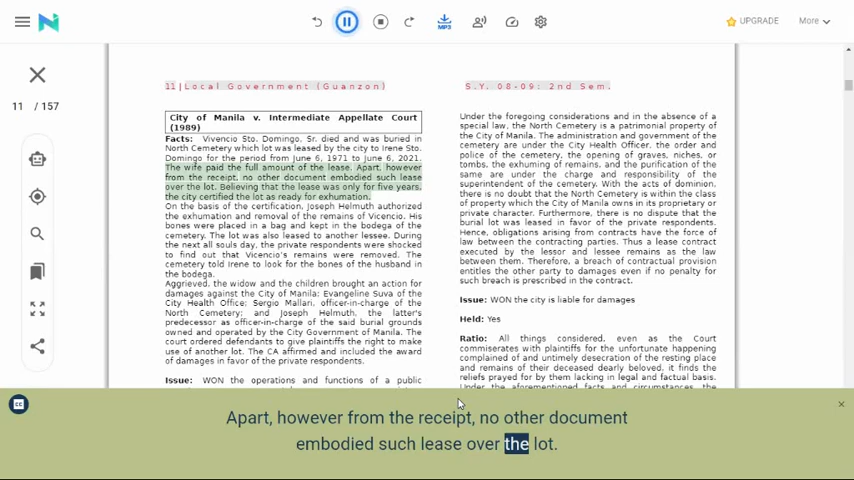 MP3
UPGRADE
More
11 / 157
11|Local Government (Guanzon)
S.Y. 08-09: 2nd Sem.
City of Manila v. Intermediate Appellate Court
(1989)
Facts: Vivencio Sto. Domingo, Sr. died and was buried in
North Cemetery which lot was leased by the city to Irene Sto.
Domingo for the period from June 6, 1971 to June 6, 2021.
The wife paid the full amount of the lease. Apart, however
from the receipt, no other document embodied such lease
over the lot. Believing that the lease was only for five years,
the city certified the lot as ready for exhumation.
On the basis of the certification, Joseph Helmuth authorized
the exhumation and removal of the remains of Vicencio. His
bones were placed in a bag and kept in the bodega of the
cemetery. The lot was also leased to another lessee. During
the next all souls day, the private respondents were shocked
to find out that Vicencio's remains were removed. The
cemetery told Irene to look for the bones of the husband in
the bodega.
Aggrieved, the widow and the children brought an action for
damages against the City of Manila; Evangeline Suva of the
City Health Office; Sergio Mallari, officer-in-charge of the
North Cemetery; and Joseph Helmuth, the latter's
predecessor as officer-in-charge of the said burial grounds
owned and operated by the City Government of Manila. The
court ordered defendants to give plaintiffs the right to make
use of another lot. The CA affirmed and included the award
of damages in favor of the private respondents.
Issue: WON the operations and functions of a public
Under the foregoing considerations and in the absence of a
special law, the North Cemetery is a patrimonial property of
the City of Manila. The administration and government of the
cemetery are under the City Health Officer, the order and
police of the cemetery, the opening of graves, niches, or
tombs, the exhuming of remains, and the purification of the
same are under the charge and responsibility of the
superintendent of the cemetery. With the acts of dominion,
there is no doubt that the North Cemetery is within the class
of property which the City of Manila owns in its proprietary or
private character. Furthermore, there is no dispute that the
burial lot was leased in favor of the private respondents.
Hence, obligations arising from contracts have the force of
law between the contracting parties. Thus a lease contract
executed by the lessor and lessee remains as the law
between them. Therefore, a breach of contractual provision
entitles the other party to damages even if no penalty for
such breach is prescribed in the contract.
Issue: WON the city is liable for damages
Held: Yes
Ratio: All things considered, even as the Court
commiserates with plaintiffs for the unfortunate happening
complained of and untimely desecration of the resting place
and remains of their deceased dearly beloved, it finds the
reliefs prayed for by them lacking in legal and factual basis.
Under the aforementioned facts and circumstances, the
Apart, however from the receipt, no other document
embodied such lease over the lot.